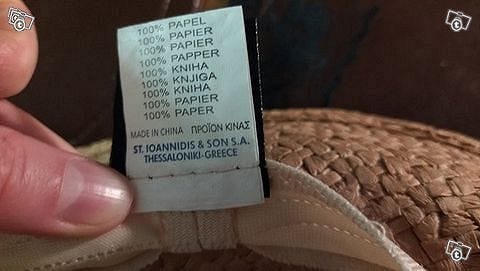 100% PAPEL
100% PAPIER
100% PAPIER
100% PAPPER
100% KNIHA
100% KNJIGA
100% KNIHA
100% PAPIER
100% PAPER
MADE IN CHINA ΠΡΟΪΟΝ ΚΙΝΑΣ
ST. IOANNIDIS & SON S.A.
THESSALONIKI-GREECE